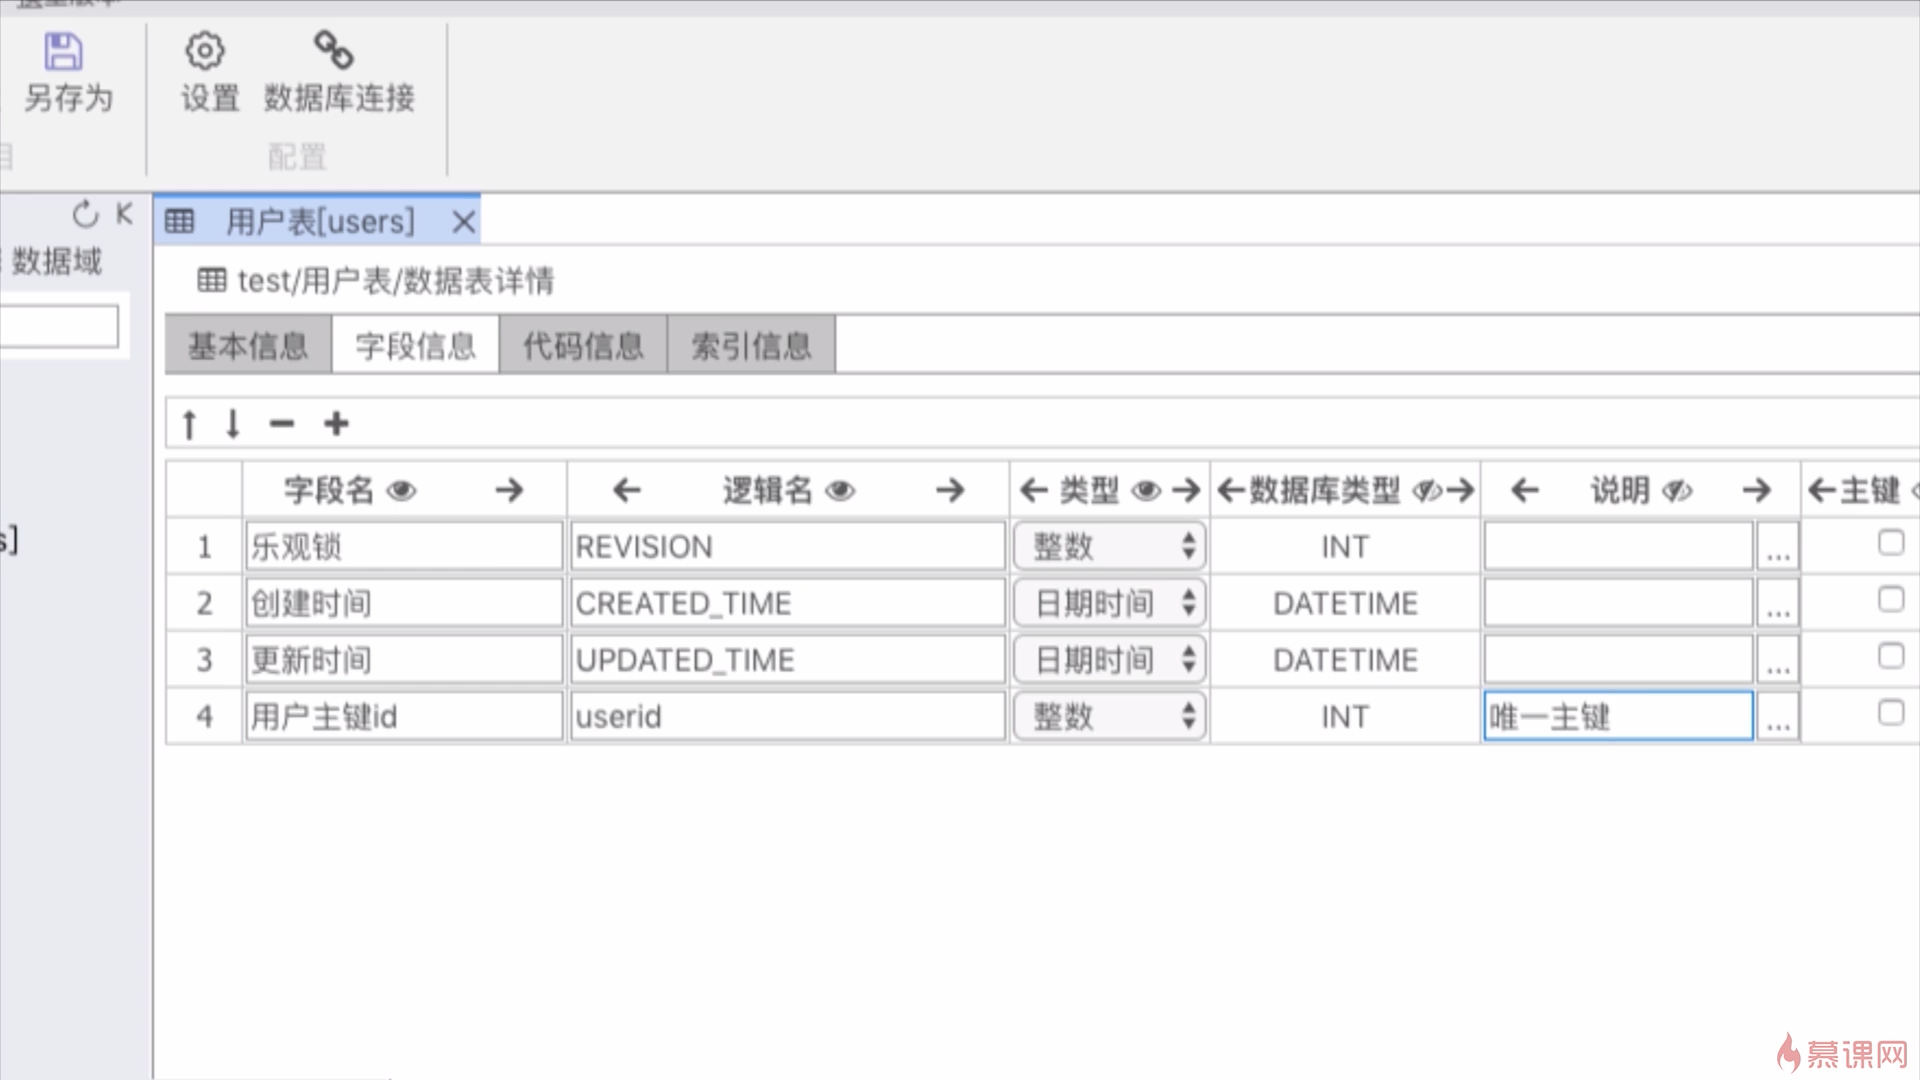 另存为
设置
数据库连接
配置
用户表[users]
数据域
test/用户表/数据表详情
基本信息
字段信息
代码信息
索引信息
字段名
逻辑名
类型
数据库类型
说明
主键
1
乐观锁
REVISION
整数
INT
...
2
创建时间
CREATED_TIME
日期时间
DATETIME
...
3
更新时间
UPDATED_TIME
日期时间
DATETIME
...
4
用户主键id
userid
整数
INT
唯一主键
...
s]
慕课网